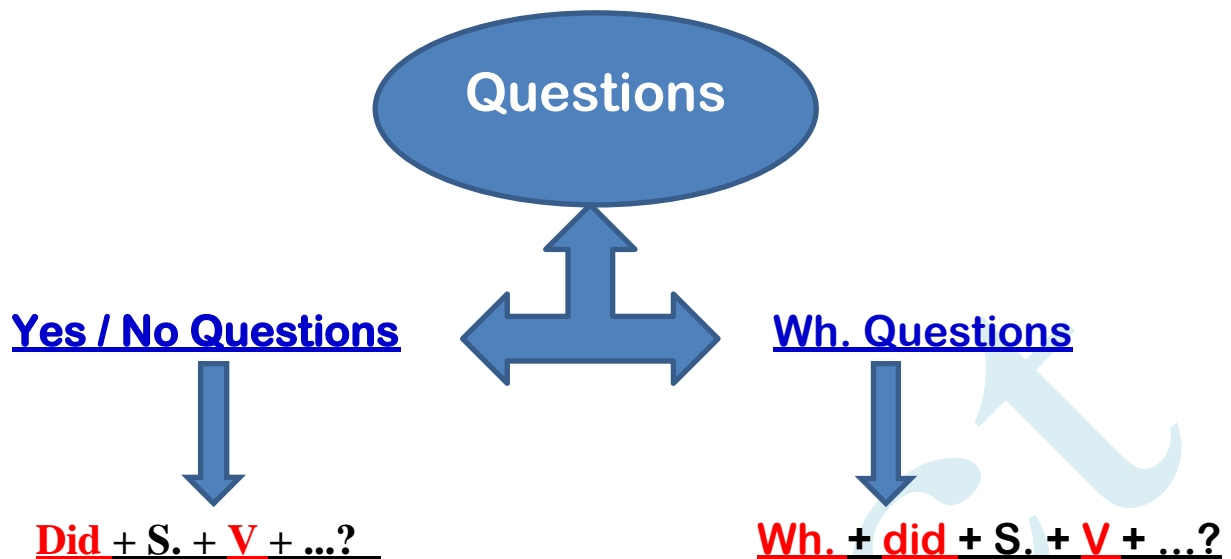 Questions
Yes / No Questions
Wh. Questions
Did + S. + V + ...?
Wh. + did + S. + V + ...?